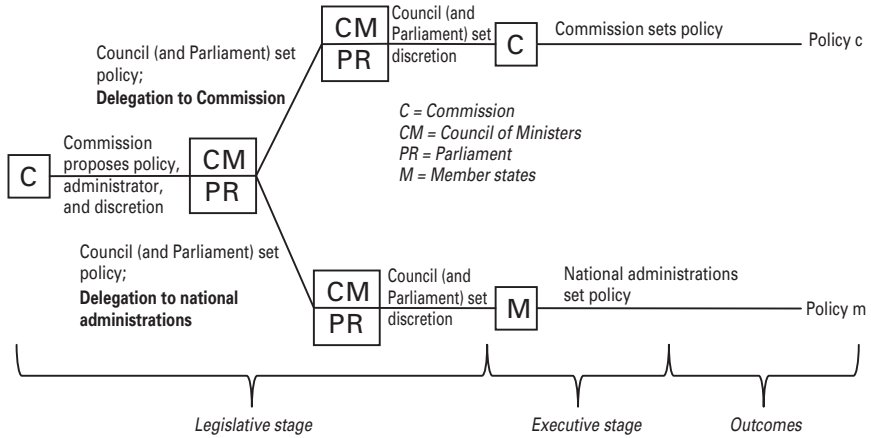 Council (and Parliament) set
policy;
Delegation to Commission
CM
PR
Council (and
Parliament) set
discretion
C
Commission sets policy
Policy c
C = Commission
CM = Council of Ministers
PR = Parliament
M = Member states
C
Commission
proposes policy,
administrator,
and discretion
CM
PR
Council (and Parliament) set
policy;
Delegation to national
administrations
CM
PR
Council (and
Parliament) set
discretion
M
National administrations
set policy
Policy m
Legislative stage
Executive stage
Outcomes